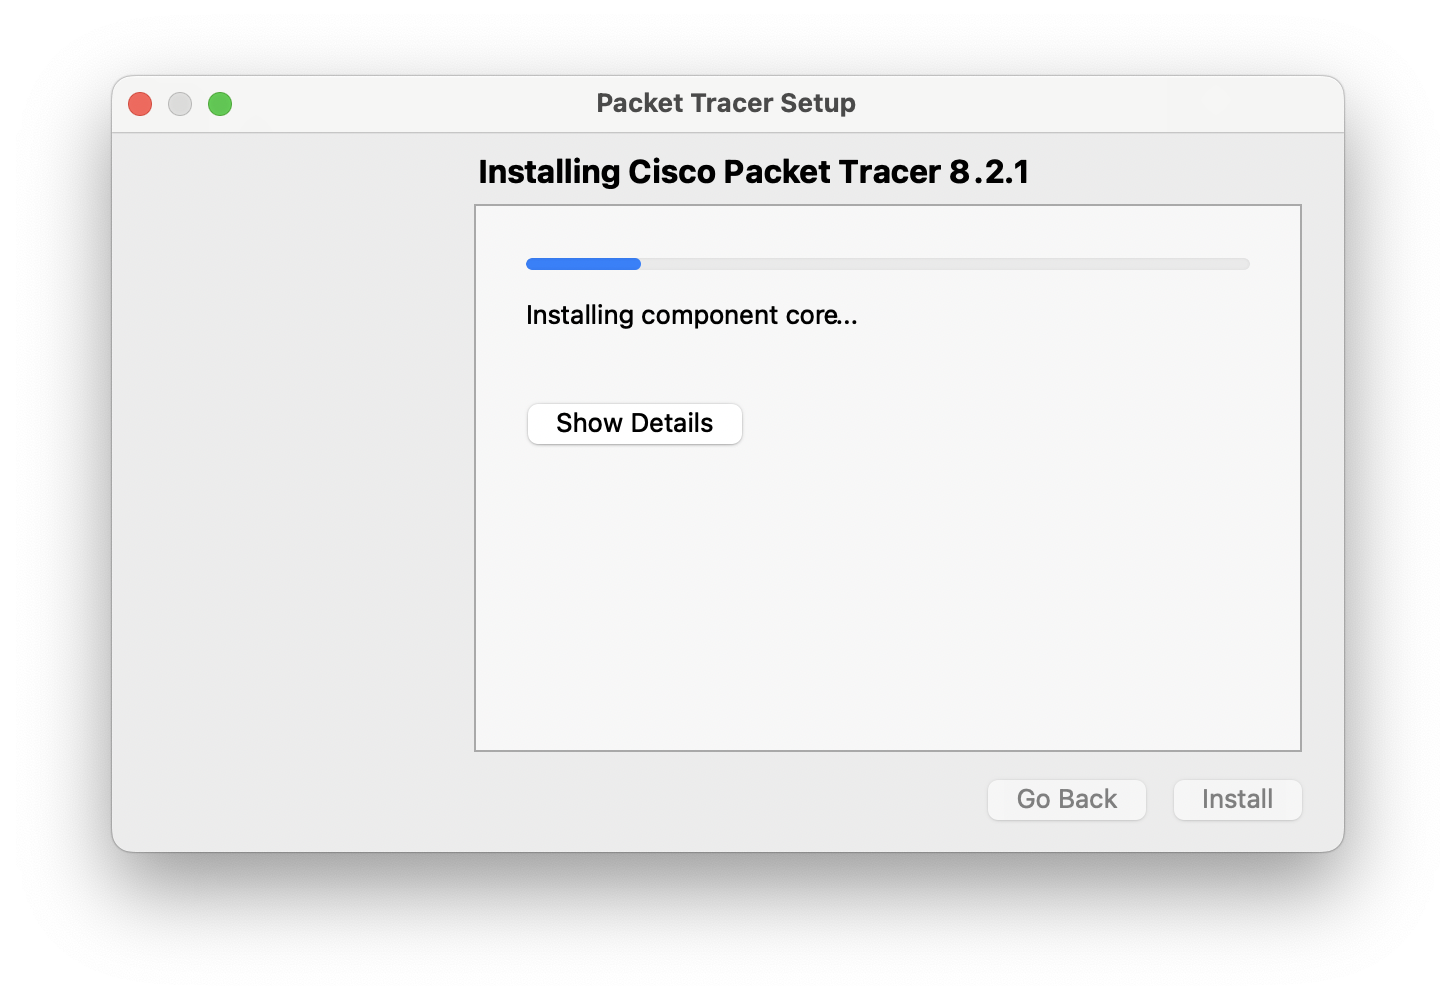 Packet Tracer Setup
Installing Cisco Packet Tracer 8.2.1
Installing component core...
Show Details
Go Back
Install